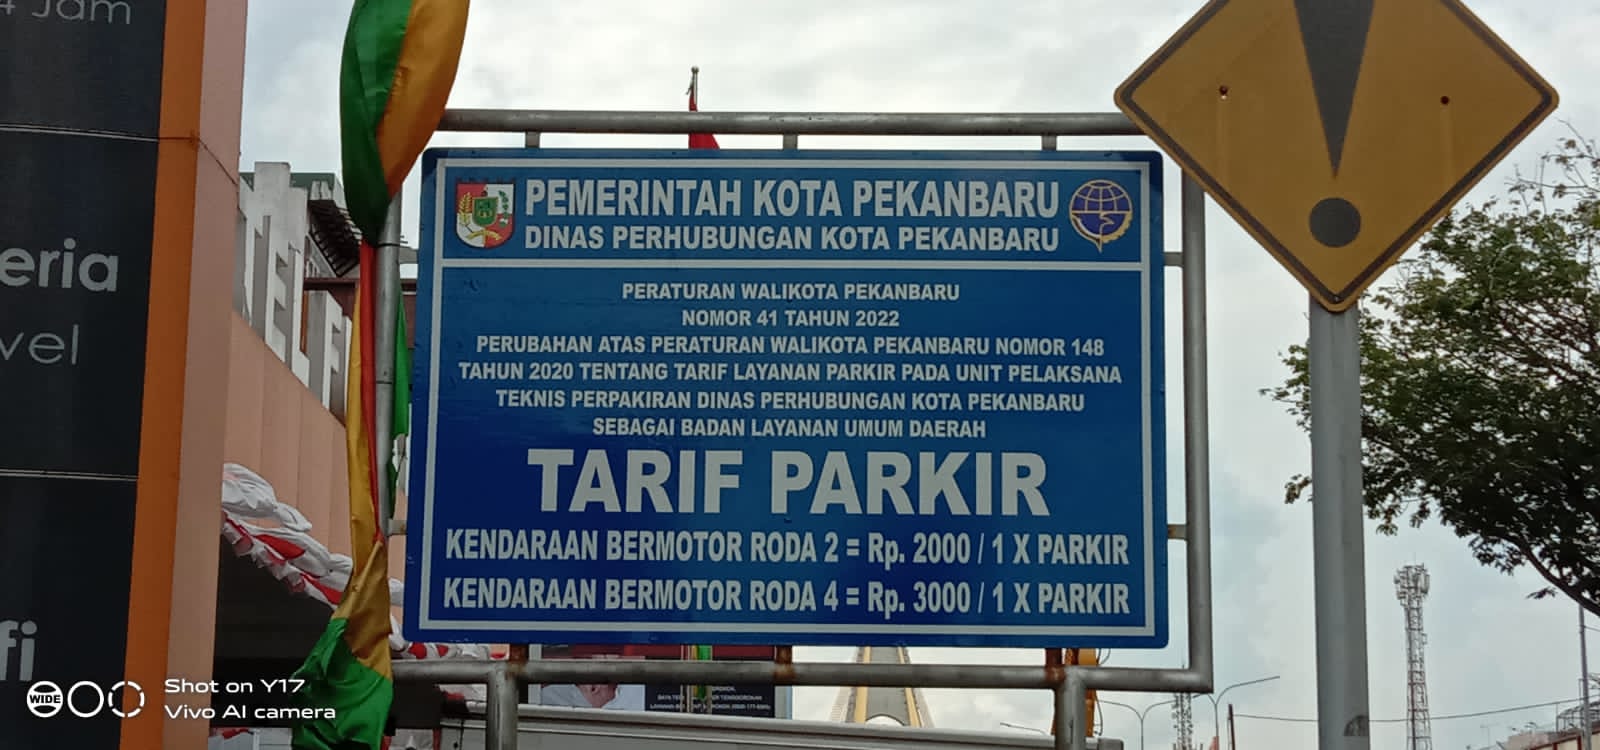 4 Jam
eria
vel
fi
PEMERINTAH KOTA PEKANBARU
DINAS PERHUBUNGAN KOTA PEKANBARU
PERATURAN WALIKOTA PEKANBARU
NOMOR 41 TAHUN 2022
PERUBAHAN ATAS PERATURAN WALIKOTA PEKANBARU NOMOR 148
TAHUN 2020 TENTANG TARIF LAYANAN PARKIR PADA UNIT PELAKSANA
TEKNIS PERPAKIRAN DINAS PERHUBUNGAN KOTA PEKANBARU
SEBAGAI BADAN LAYANAN UMUM DAERAH
TARIF PARKIR
KENDARAAN BERMOTOR RODA 2 = Rp. 2000 / 1 X PARKIR
KENDARAAN BERMOTOR RODA 4 = Rp. 3000 / 1 X PARKIR
!
WIDE
Shot on Y17
Vivo AI camera